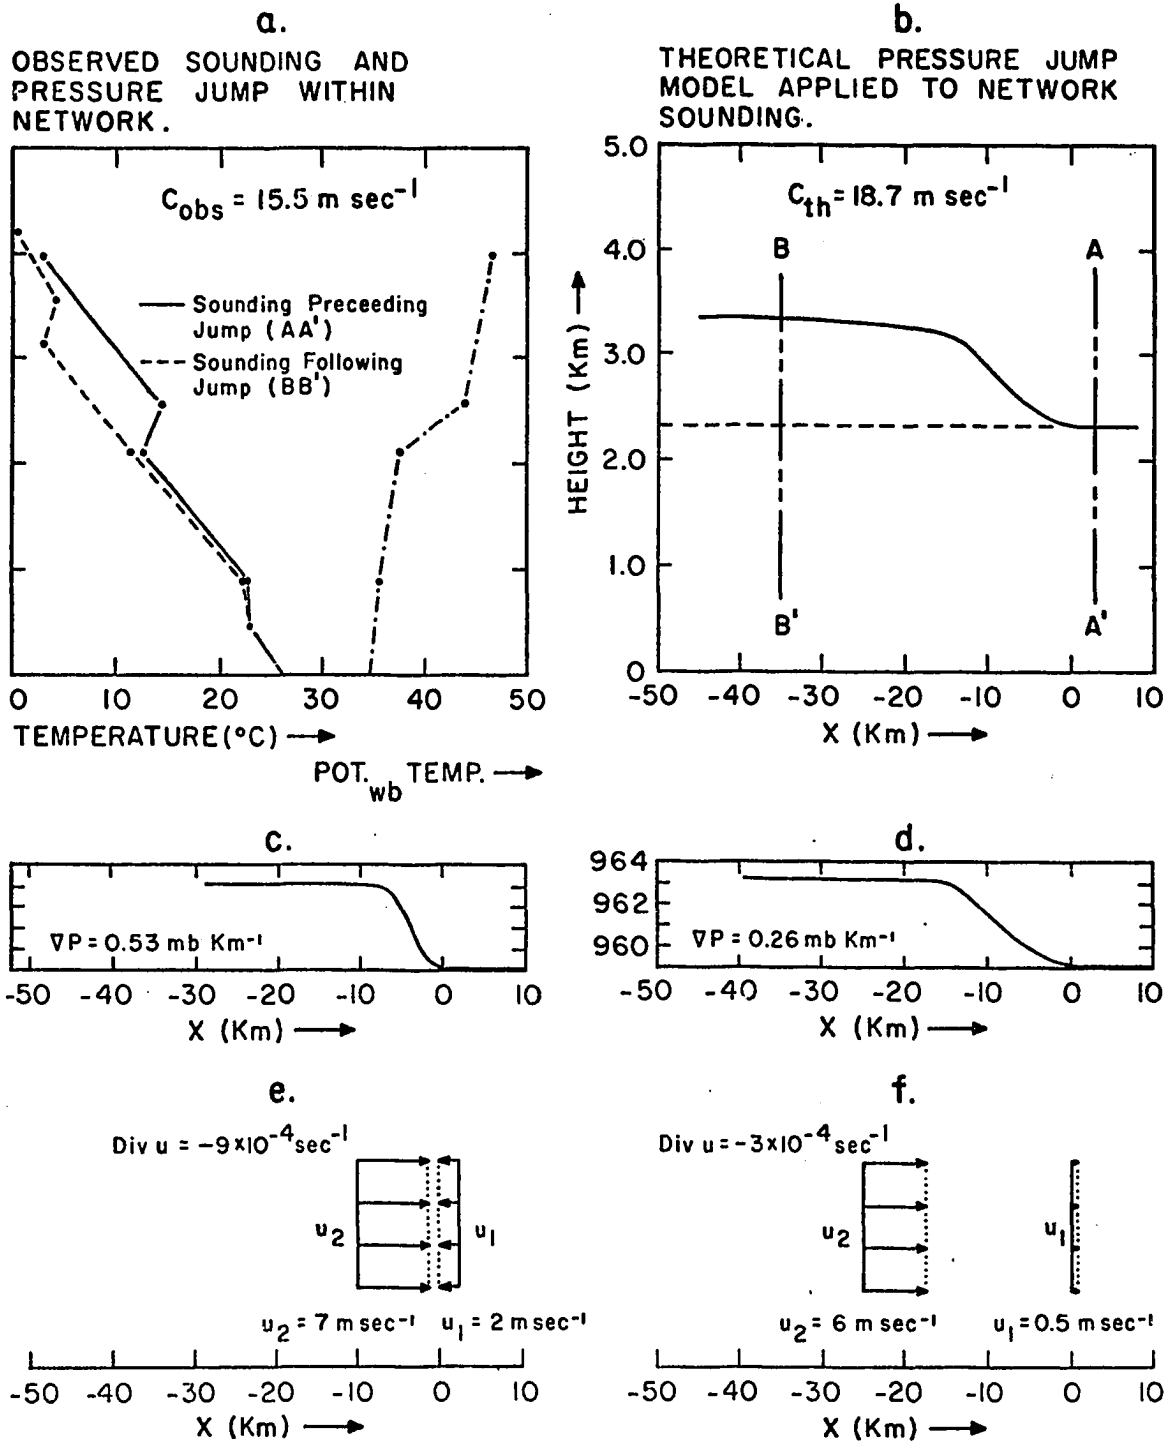 a.
OBSERVED SOUNDING AND
PRESSURE JUMP WITHIN
NETWORK.
C_obs = 15.5 m sec⁻¹
Sounding Preceeding
Jump (AA')
Sounding Following
Jump (BB')
0 10 20 30 40 50
TEMPERATURE (°C)
POT._wb TEMP.
b.
THEORETICAL PRESSURE JUMP
MODEL APPLIED TO NETWORK
SOUNDING.
C_th = 18.7 m sec⁻¹
5.0
4.0
3.0
2.0
1.0
0
HEIGHT (Km)
B
A
B'
A'
-50 -40 -30 -20 -10 0 10
X (Km)
c.
∇P = 0.53 mb Km⁻¹
-50 -40 -30 -20 -10 0 10
X (Km)
d.
964
962
960
∇P = 0.26 mb Km⁻¹
-50 -40 -30 -20 -10 0 10
X (Km)
e.
Div u = -9×10⁻⁴ sec⁻¹
u₂
u₁
u₂ = 7 m sec⁻¹ u₁ = 2 m sec⁻¹
-50 -40 -30 -20 -10 0 10
X (Km)
f.
Div u = -3×10⁻⁴ sec⁻¹
u₂
u₁
u₂ = 6 m sec⁻¹ u₁ = 0.5 m sec⁻¹
-50 -40 -30 -20 -10 0 10
X (Km)